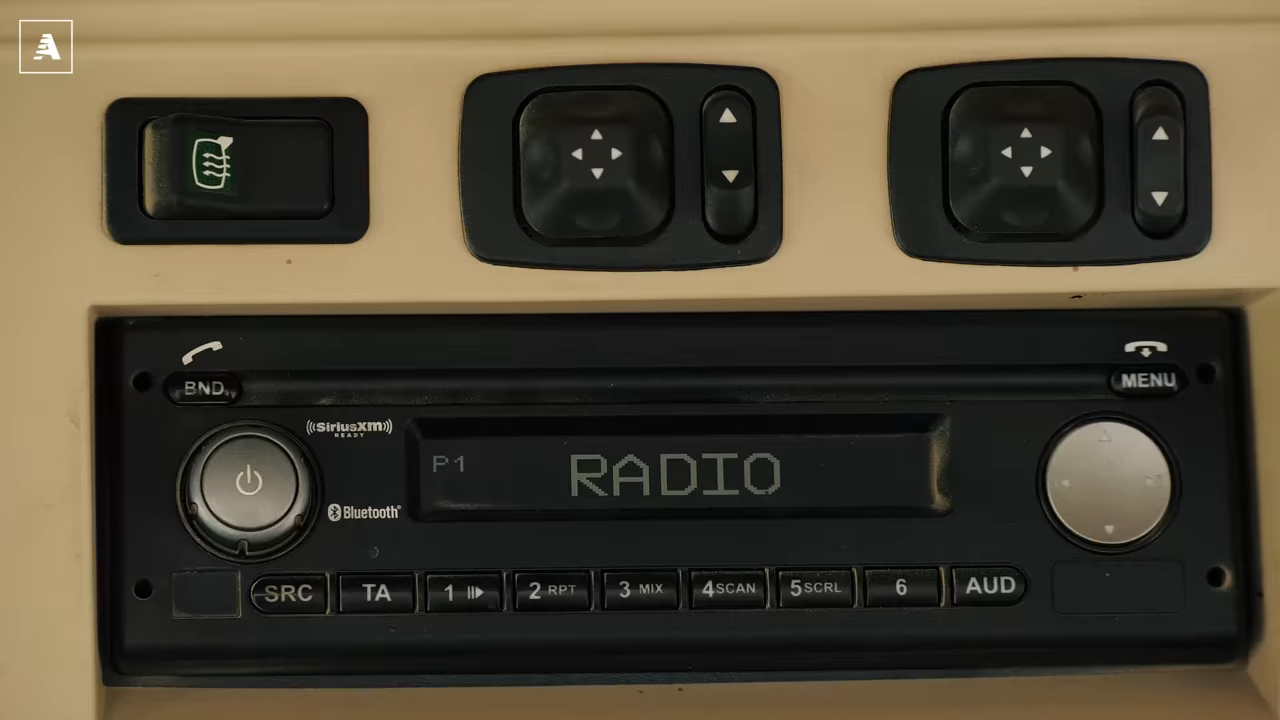 BND
MENU
((SiriusXM))
READY
P1
RADIO
Bluetooth®
SRC
TA
1
2 RPT
3 MIX
4SCAN
5SCRL
6
AUD
A